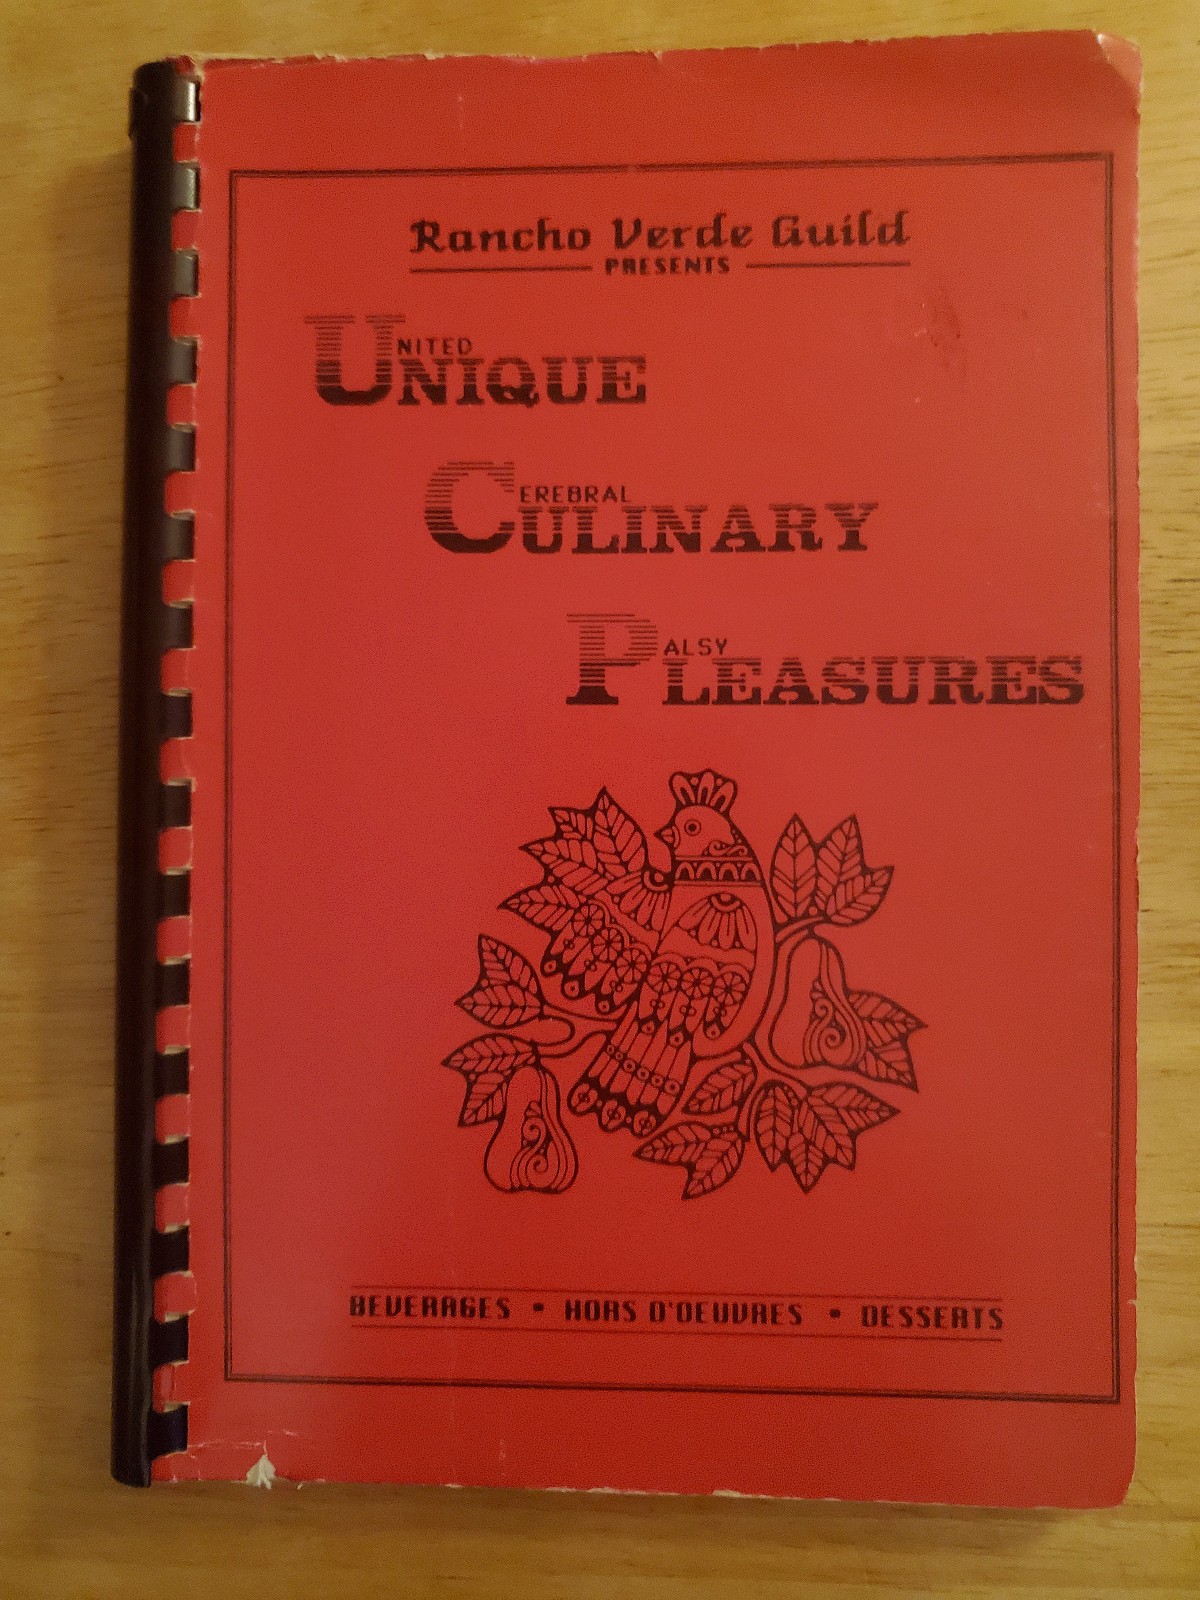 Rancho Verde Guild
PRESENTS
UNITED
UNIQUE
CEREBRAL
CULINARY
PALSY
PLEASURES
BEVERAGES • HORS D'OEUVRES • DESSERTS